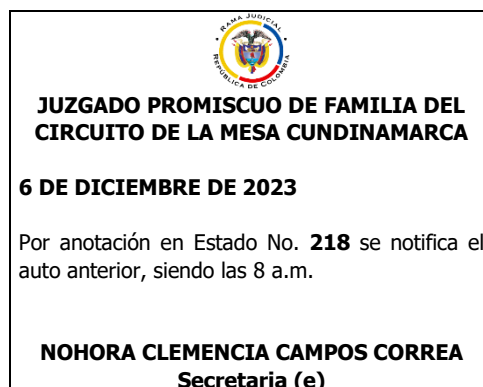 RAMA JUDICIAL
REPÚBLICA DE COLOMBIA
JUZGADO PROMISCUO DE FAMILIA DEL
CIRCUITO DE LA MESA CUNDINAMARCA
6 DE DICIEMBRE DE 2023
Por anotación en Estado No. 218 se notifica el
auto anterior, siendo las 8 a.m.
NOHORA CLEMENCIA CAMPOS CORREA
Secretaria (e)